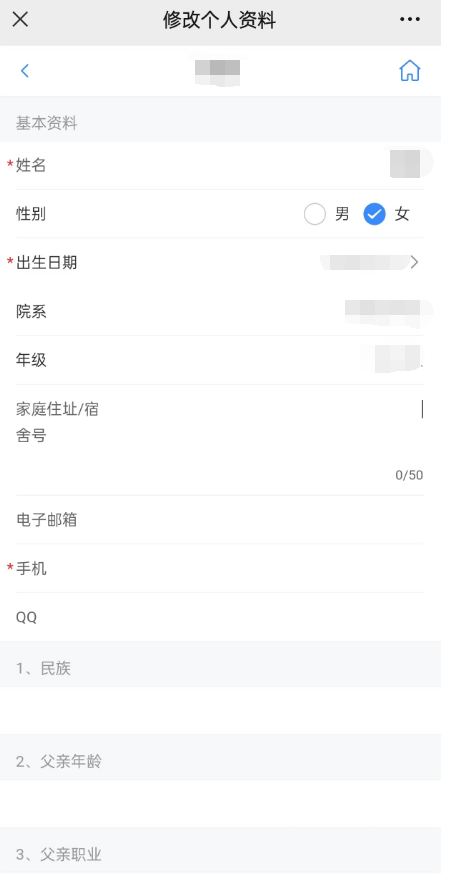 修改个人资料
基本资料
*姓名
性别 男 女
*出生日期
院系
年级
家庭住址/宿
舍号
0/50
电子邮箱
*手机
QQ
1、民族
2、父亲年龄
3、父亲职业